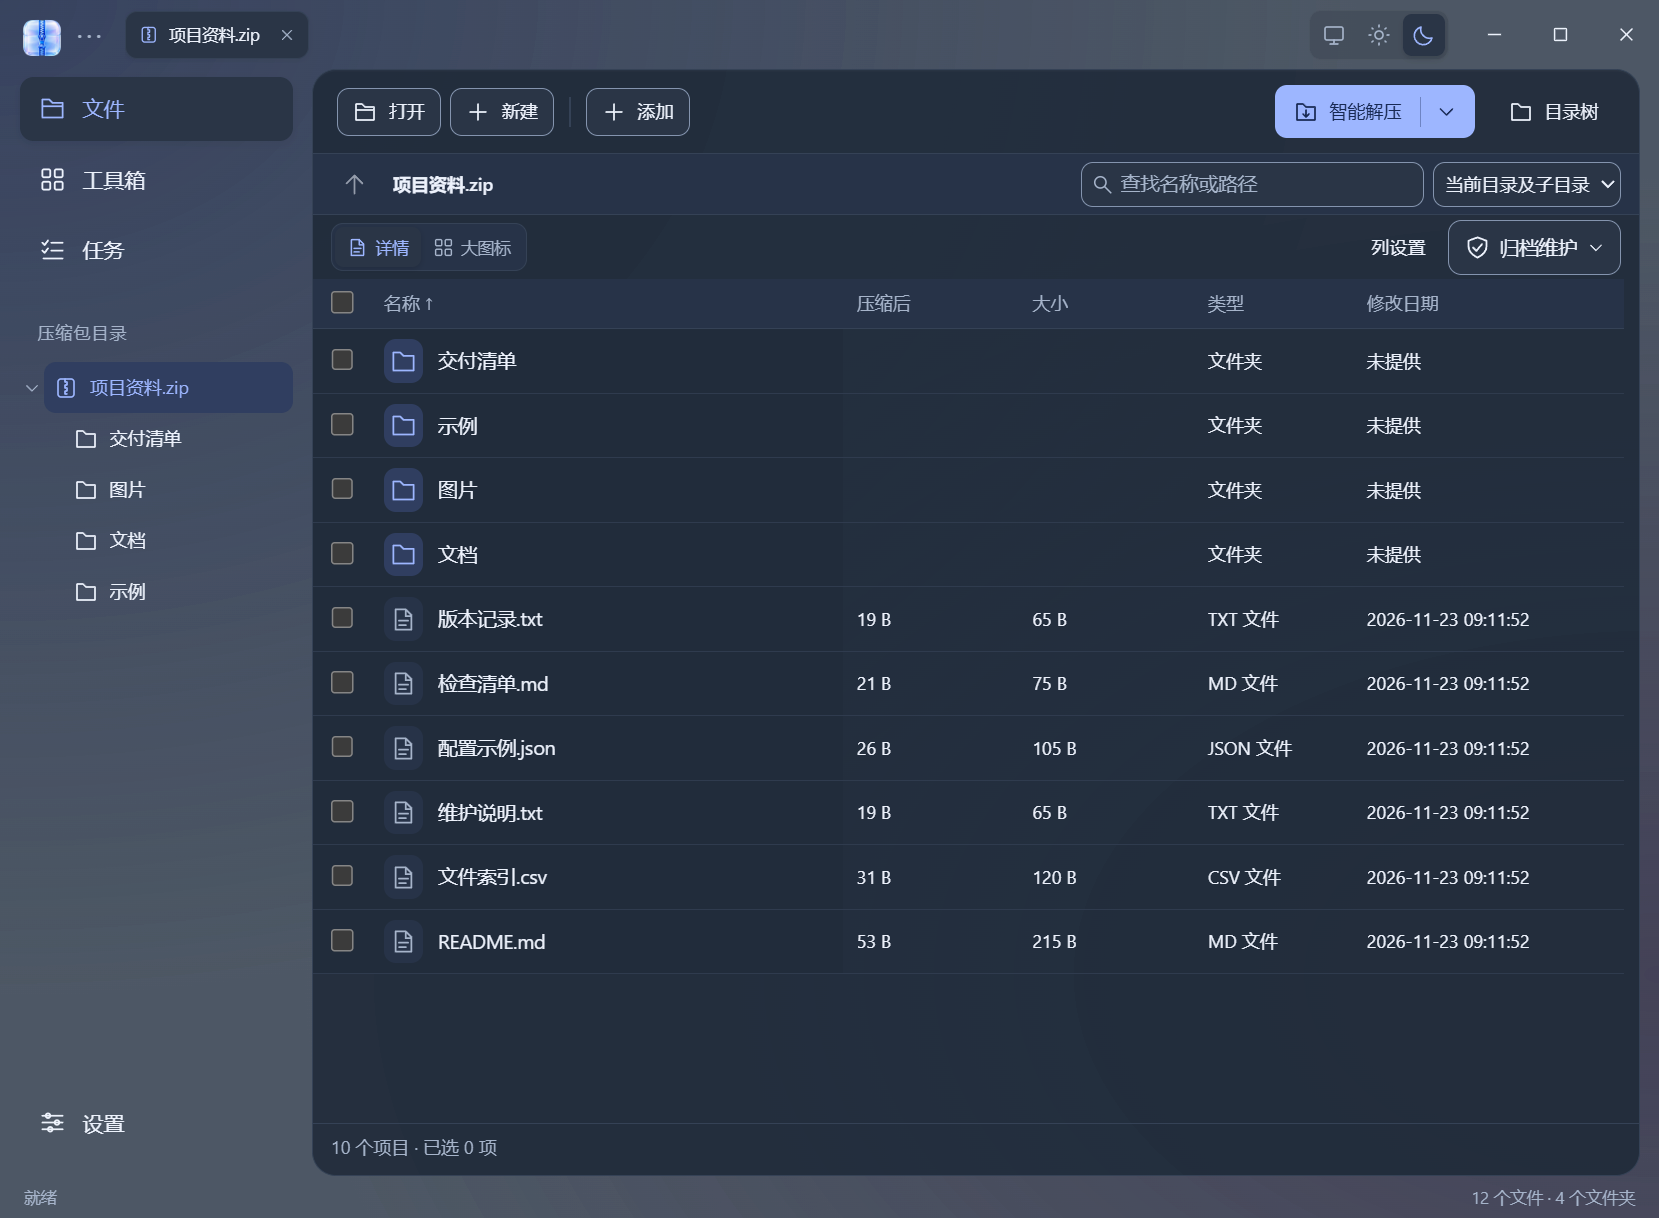 项目资料.zip
文件
工具箱
任务
压缩包目录
项目资料.zip
交付清单
图片
文档
示例
设置
就绪
打开 新建 添加 智能解压 目录树
项目资料.zip 查找名称或路径 当前目录及子目录
详情 大图标 列设置 归档维护
名称↑ 压缩后 大小 类型 修改日期
交付清单 文件夹 未提供
示例 文件夹 未提供
图片 文件夹 未提供
文档 文件夹 未提供
版本记录.txt 19 B 65 B TXT 文件 2026-11-23 09:11:52
检查清单.md 21 B 75 B MD 文件 2026-11-23 09:11:52
配置示例.json 26 B 105 B JSON 文件 2026-11-23 09:11:52
维护说明.txt 19 B 65 B TXT 文件 2026-11-23 09:11:52
文件索引.csv 31 B 120 B CSV 文件 2026-11-23 09:11:52
README.md 53 B 215 B MD 文件 2026-11-23 09:11:52
10 个项目 · 已选 0 项
12 个文件 · 4 个文件夹